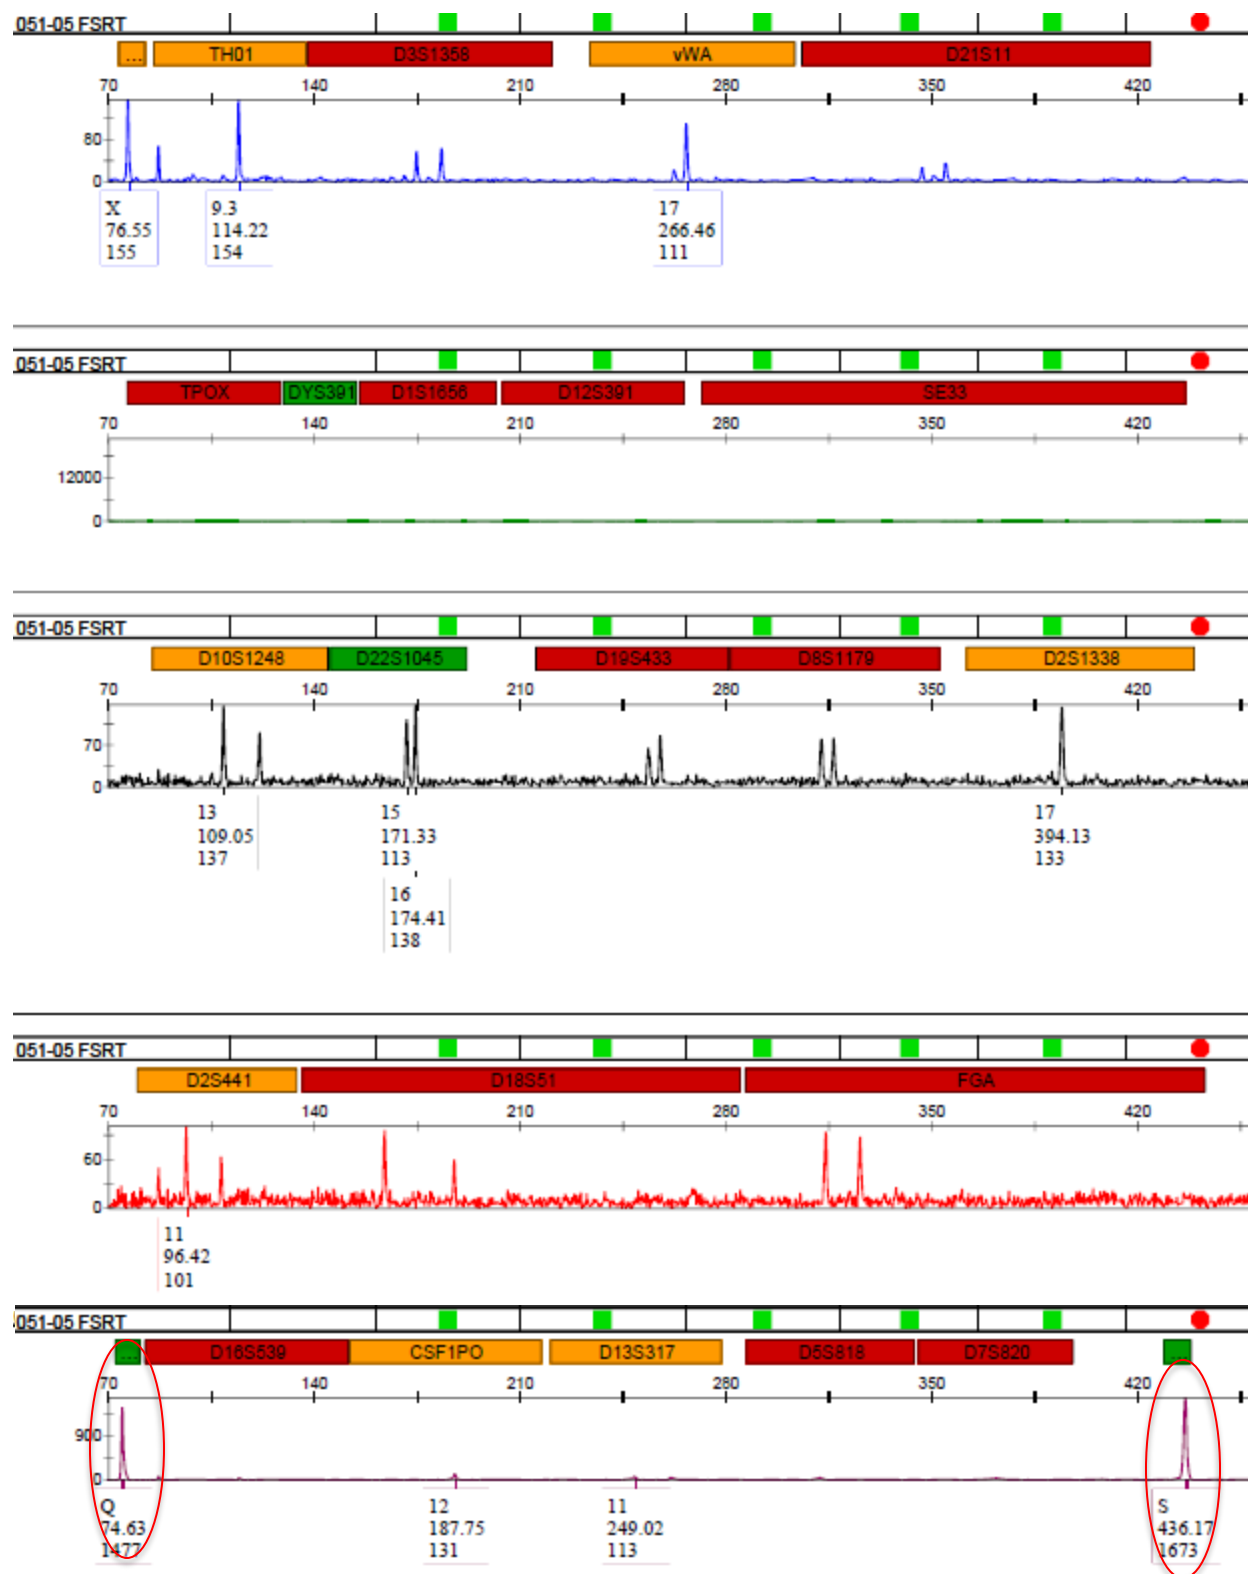 051-05 FSRT
... TH01 D3S1358 vWA D21S11
70 140 210 280 350 420
80
0
X 9.3 17
76.55 114.22 266.46
155 154 111
051-05 FSRT
TPOX DYS391 D1S1656 D12S391 SE33
70 140 210 280 350 420
12000
0
051-05 FSRT
D10S1248 D22S1045 D19S433 D8S1179 D2S1338
70 140 210 280 350 420
70
0
13 15 17
109.05 171.33 394.13
137 113 133
16
174.41
138
051-05 FSRT
D2S441 D18S51 FGA
70 140 210 280 350 420
60
0
11
96.42
101
051-05 FSRT
... D16S539 CSF1PO D13S317 D5S818 D7S820 ...
70 140 210 280 350 420
900
0
Q 12 11 S
74.63 187.75 249.02 436.17
1477 131 113 1673